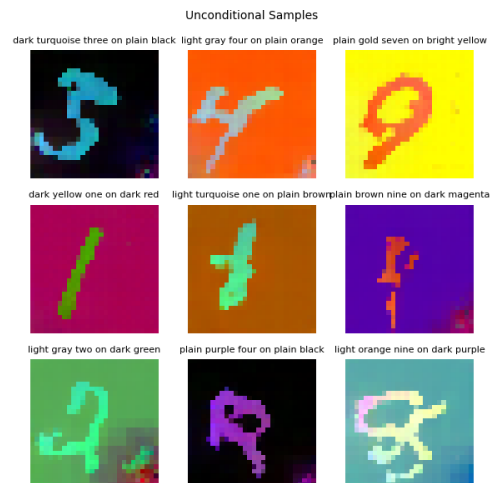 Unconditional Samples
dark turquoise three on plain black
light gray four on plain orange
plain gold seven on bright yellow
dark yellow one on dark red
light turquoise one on plain brown
plain brown nine on dark magenta
light gray two on dark green
plain purple four on plain black
light orange nine on dark purple